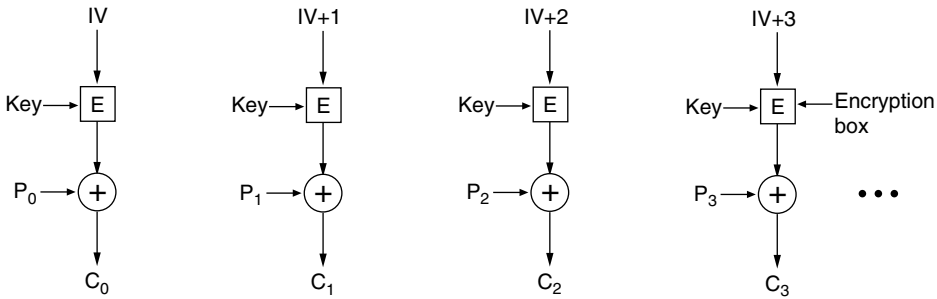 IV IV+1 IV+2 IV+3
Key E Key E Key E Key E Encryption
box
P0 + P1 + P2 + P3 + •••
C0 C1 C2 C3